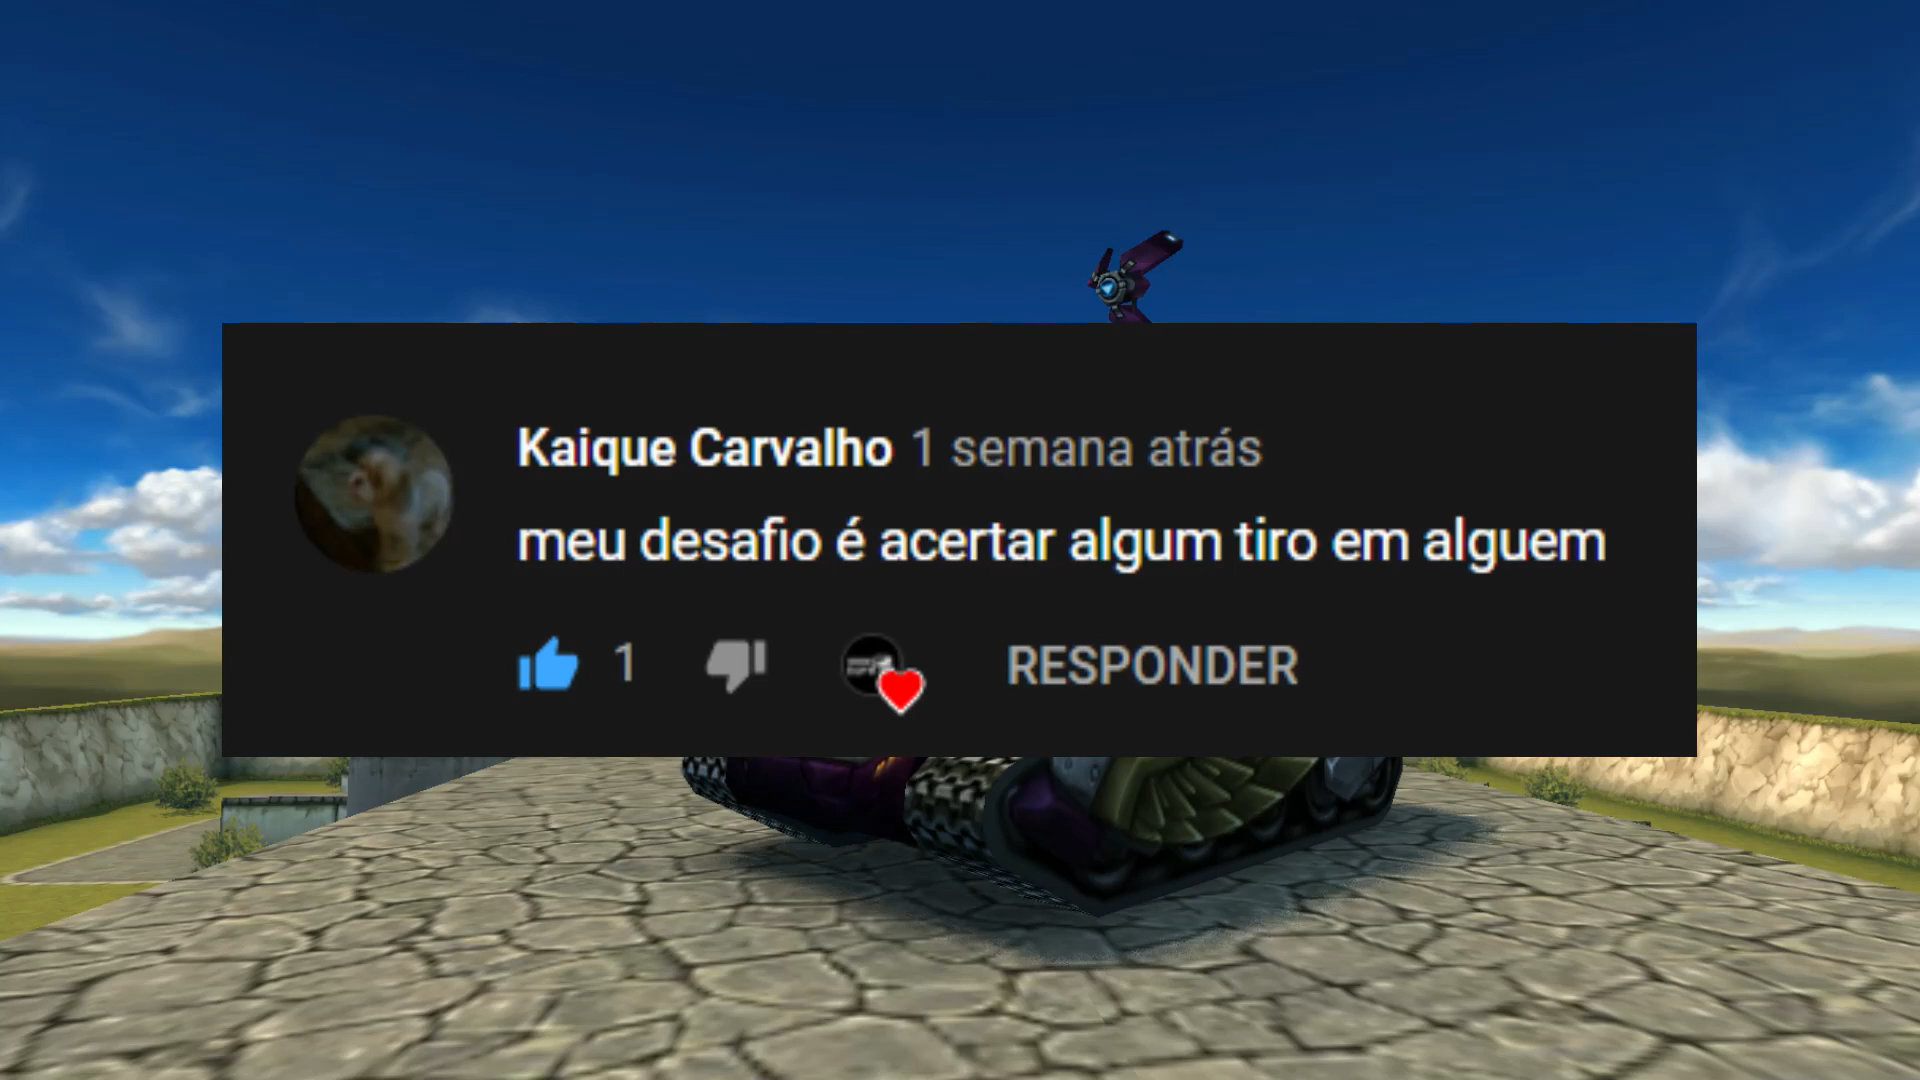 Kaique Carvalho 1 semana atrás
meu desafio é acertar algum tiro em alguem
1 RESPONDER